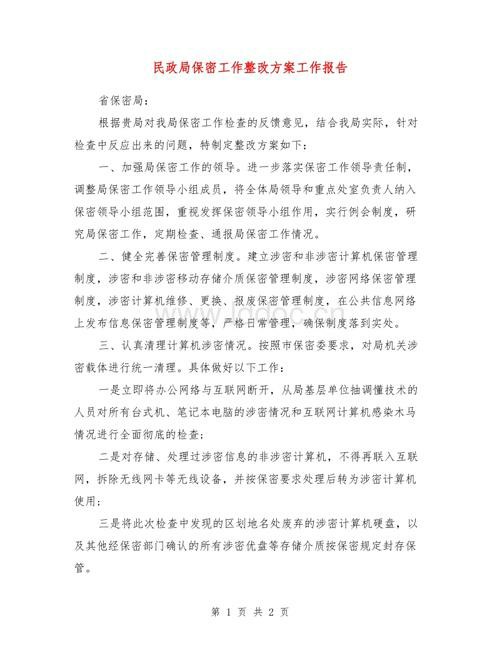 民政局保密工作整改方案工作报告
省保密局：
根据贵局对我局保密工作检查的反馈意见，结合我局实际，针对
检查中反应出来的问题，特制定整改方案如下：
一、加强局保密工作的领导。进一步落实保密工作领导责任制，
调整局保密工作领导小组成员，将全体局领导和重点处室负责人纳入
保密领导小组范围，重视发挥保密领导小组作用，实行例会制度，研
究局保密工作，定期检查、通报局保密工作情况。
二、健全完善保密管理制度。建立涉密和非涉密计算机保密管理
制度，涉密和非涉密移动存储介质保密管理制度，涉密网络保密管理
制度，涉密计算机维修、更换、报废保密管理制度，在公共信息网络
上发布信息保密管理制度等，严格日常管理，确保制度落到实处。
三、认真清理计算机涉密情况。按照市保密委要求，对局机关涉
密载体进行统一清理。具体做好以下工作：
一是立即将办公网络与互联网断开，从局基层单位抽调懂技术的
人员对所有台式机、笔记本电脑的涉密情况和互联网计算机感染木马
情况进行全面彻底的检查;
二是对存储、处理过涉密信息的非涉密计算机，不得再联入互联
网，拆除无线网卡等无线设备，并按保密要求处理后转为涉密计算机
使用;
三是将此次检查中发现的区划地名处废弃的涉密计算机硬盘，以
及其他经保密部门确认的所有涉密优盘等存储介质按保密规定封存保
管。
第 1 页 共 2 页